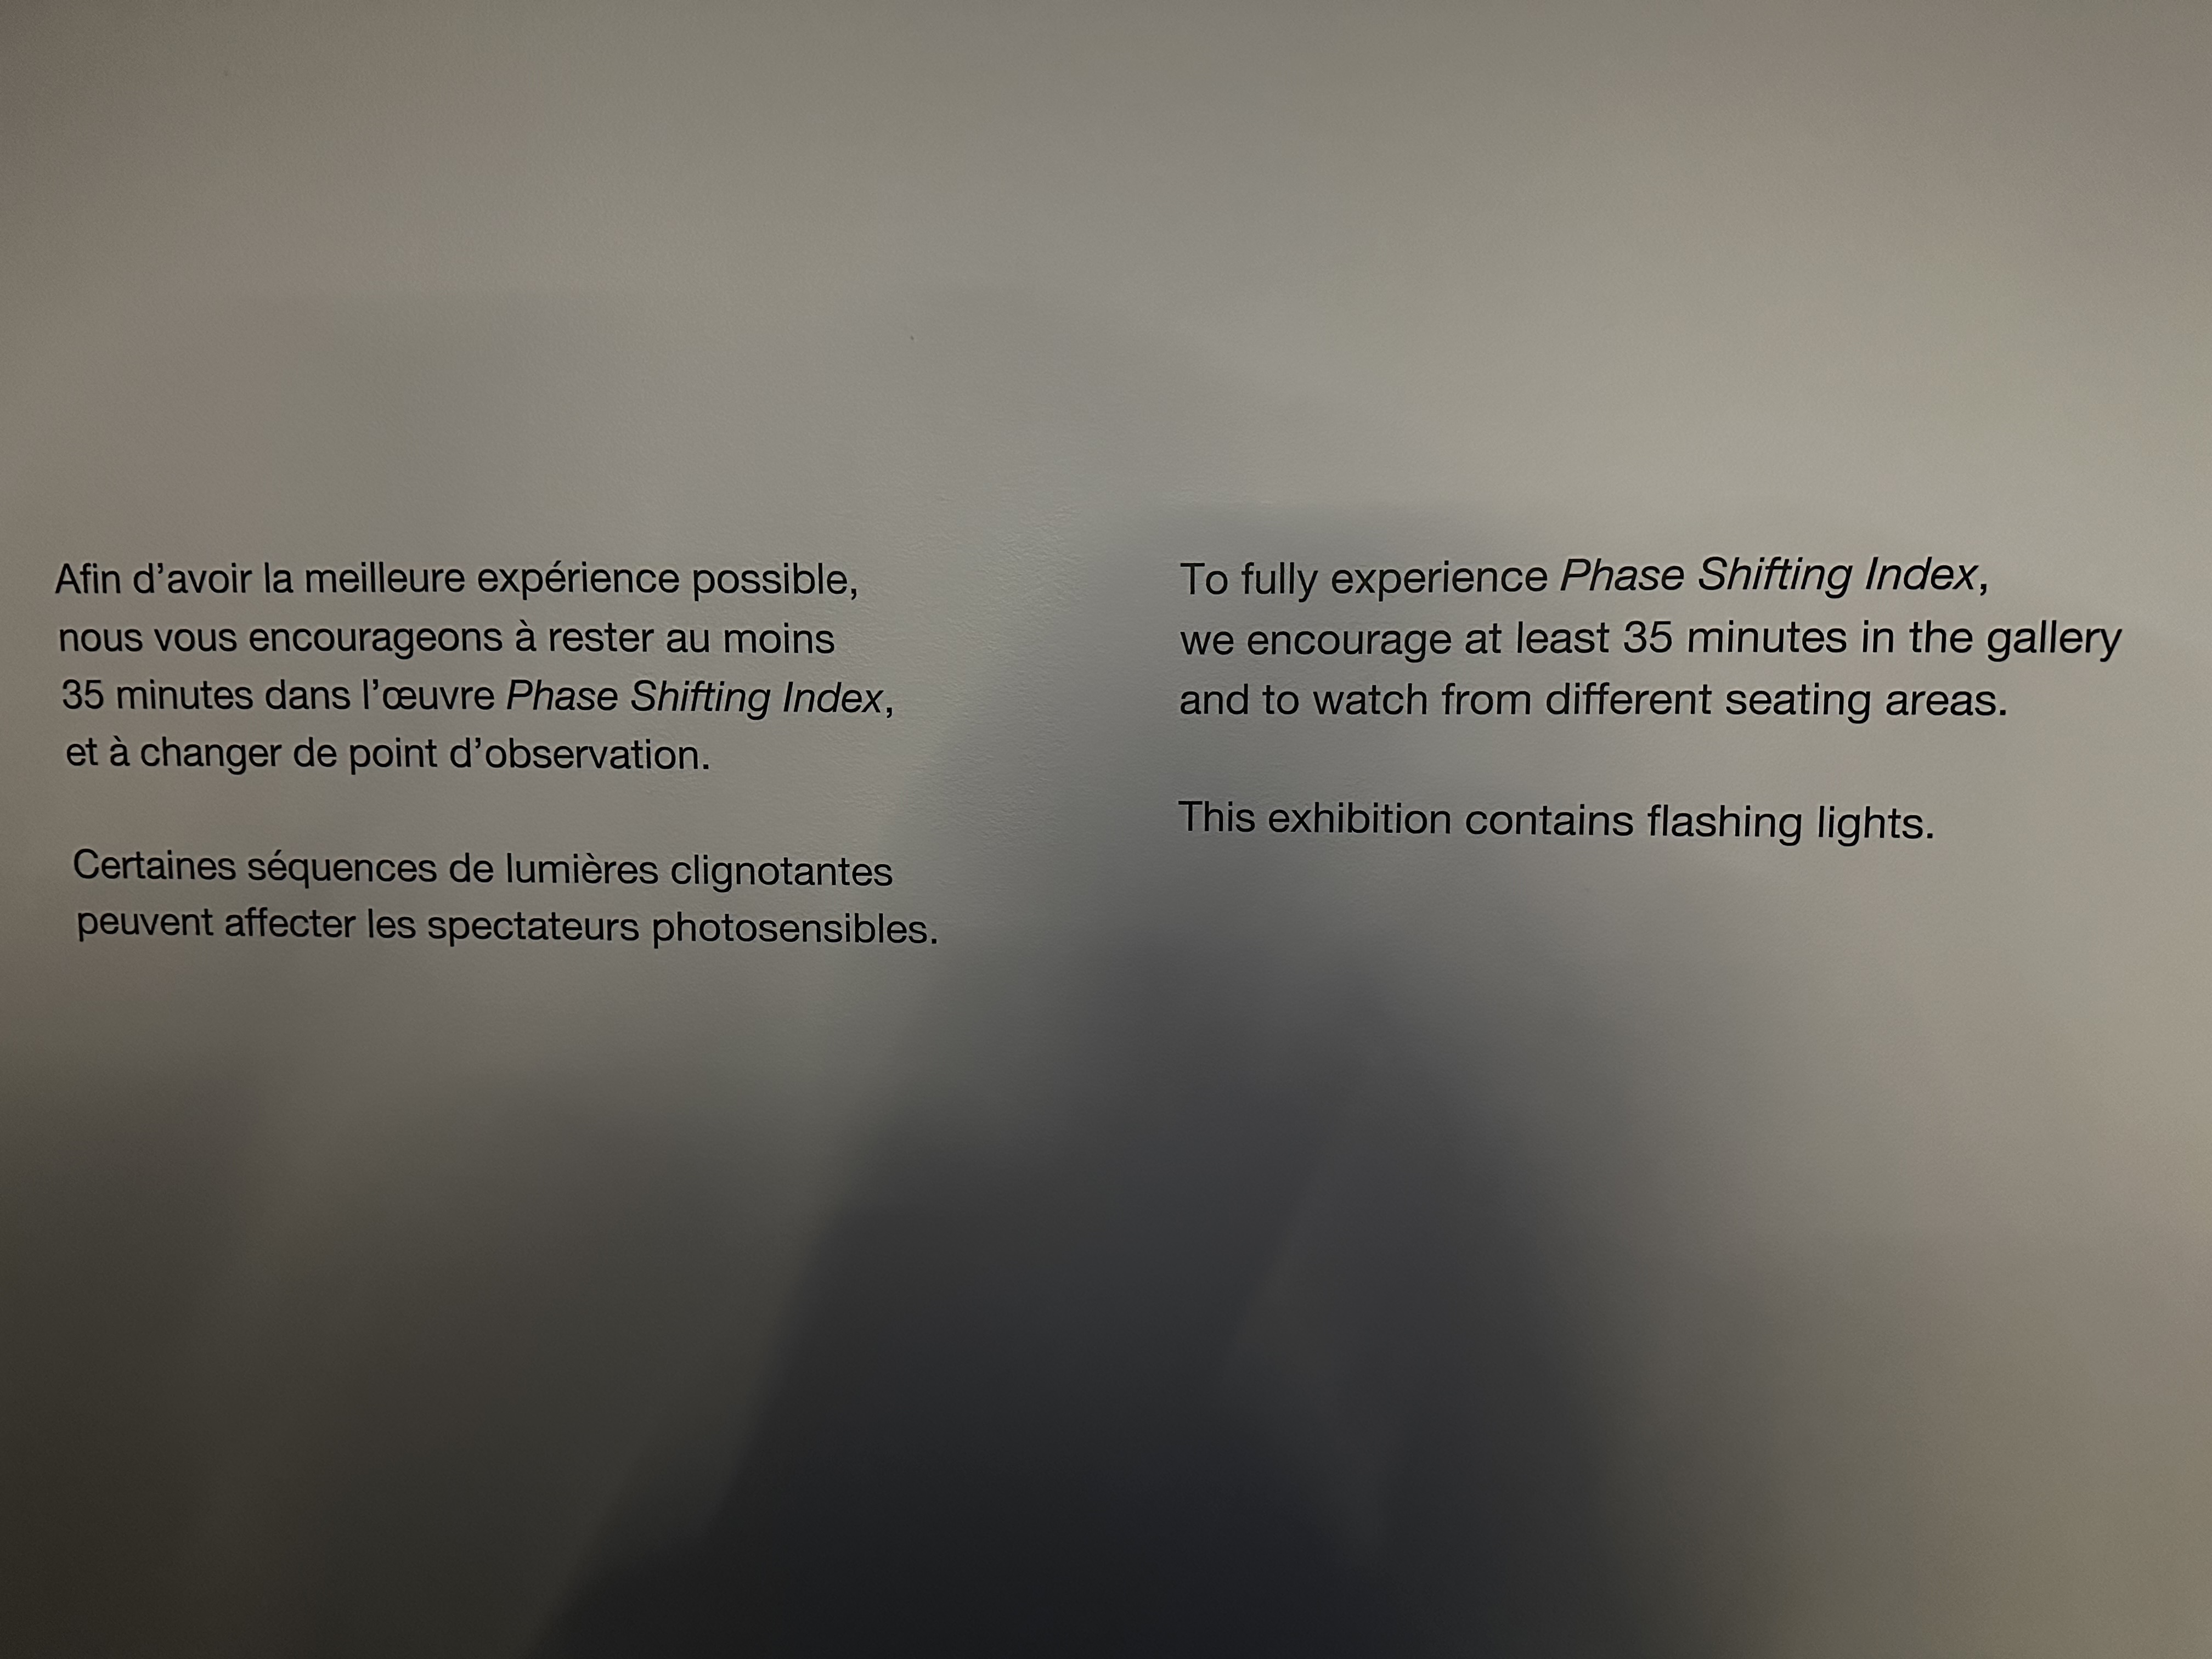 Afin d’avoir la meilleure expérience possible,
nous vous encourageons à rester au moins
35 minutes dans l’œuvre Phase Shifting Index,
et à changer de point d’observation.
Certaines séquences de lumières clignotantes
peuvent affecter les spectateurs photosensibles.
To fully experience Phase Shifting Index,
we encourage at least 35 minutes in the gallery
and to watch from different seating areas.
This exhibition contains flashing lights.